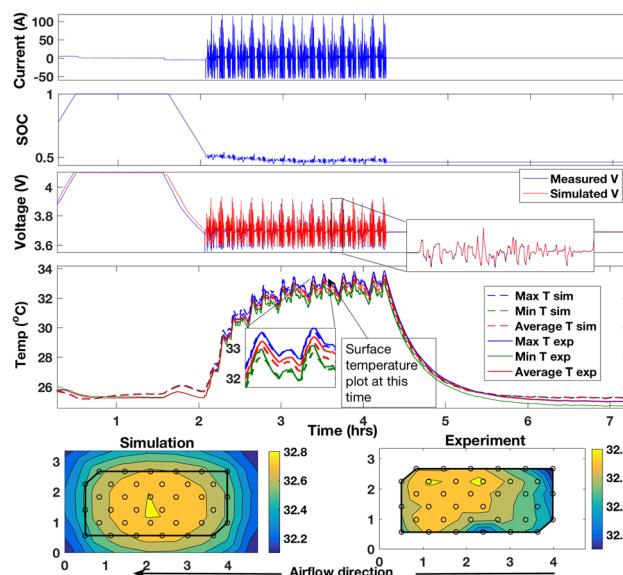 Current (A)
100
50
0
-50
SOC
1
0.5
Voltage (V)
4
3.8
3.6
Measured V
Simulated V
Temp (°C)
34
32
30
28
26
33
32
Surface
temperature
plot at this
time
Max T sim
Min T sim
Average T sim
Max T exp
Min T exp
Average T exp
1 2 3 4 5 6 7
Time (hrs)
Simulation
3
2
1
0
0 1 2 3 4
32.8
32.6
32.4
32.2
Experiment
3
2
1
0
0 1 2 3 4
32.
32.
32.
32.
Airflow direction